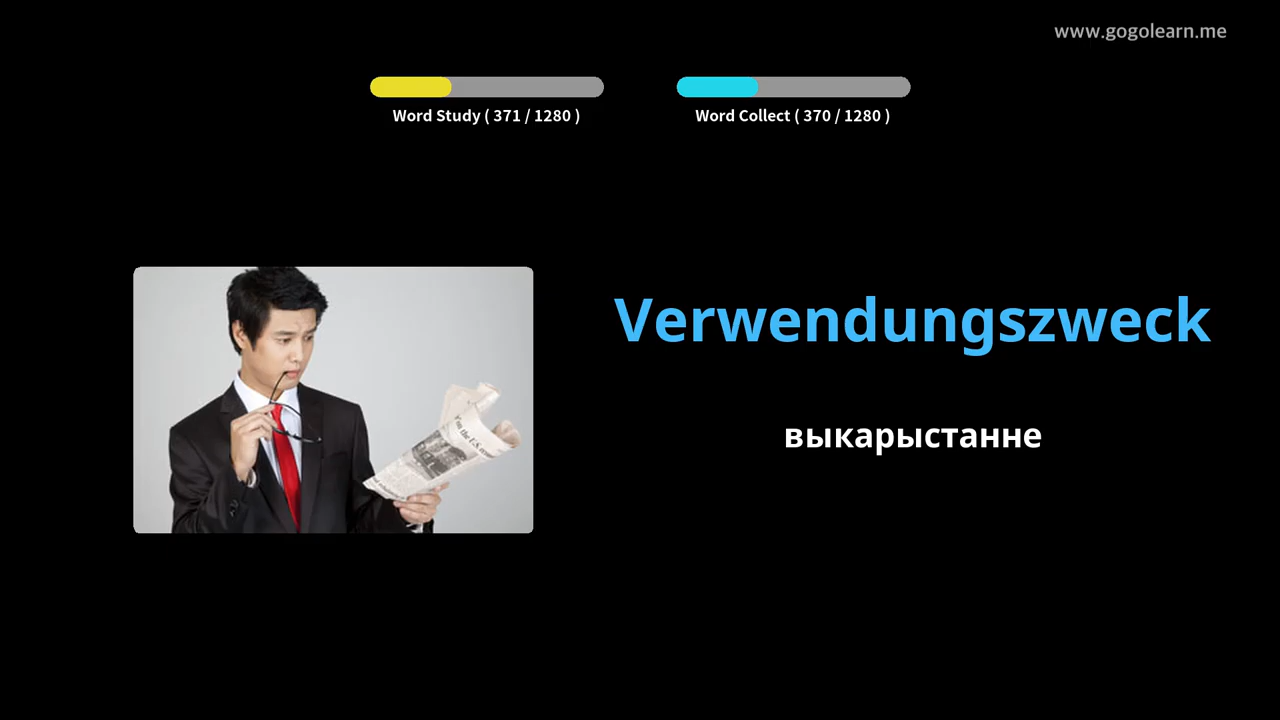 www.gogolearn.me
Word Study ( 371 / 1280 )
Word Collect ( 370 / 1280 )
Verwendungszweck
выкарыстанне